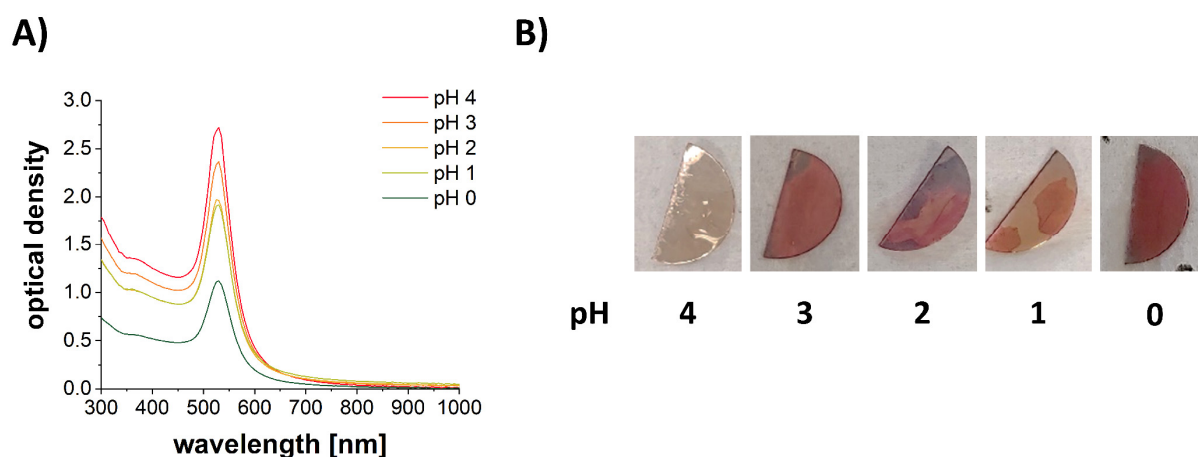 A)
B)
optical density
3.0
2.5
2.0
1.5
1.0
0.5
0.0
pH 4
pH 3
pH 2
pH 1
pH 0
300 400 500 600 700 800 900 1000
wavelength [nm]
pH 4 3 2 1 0